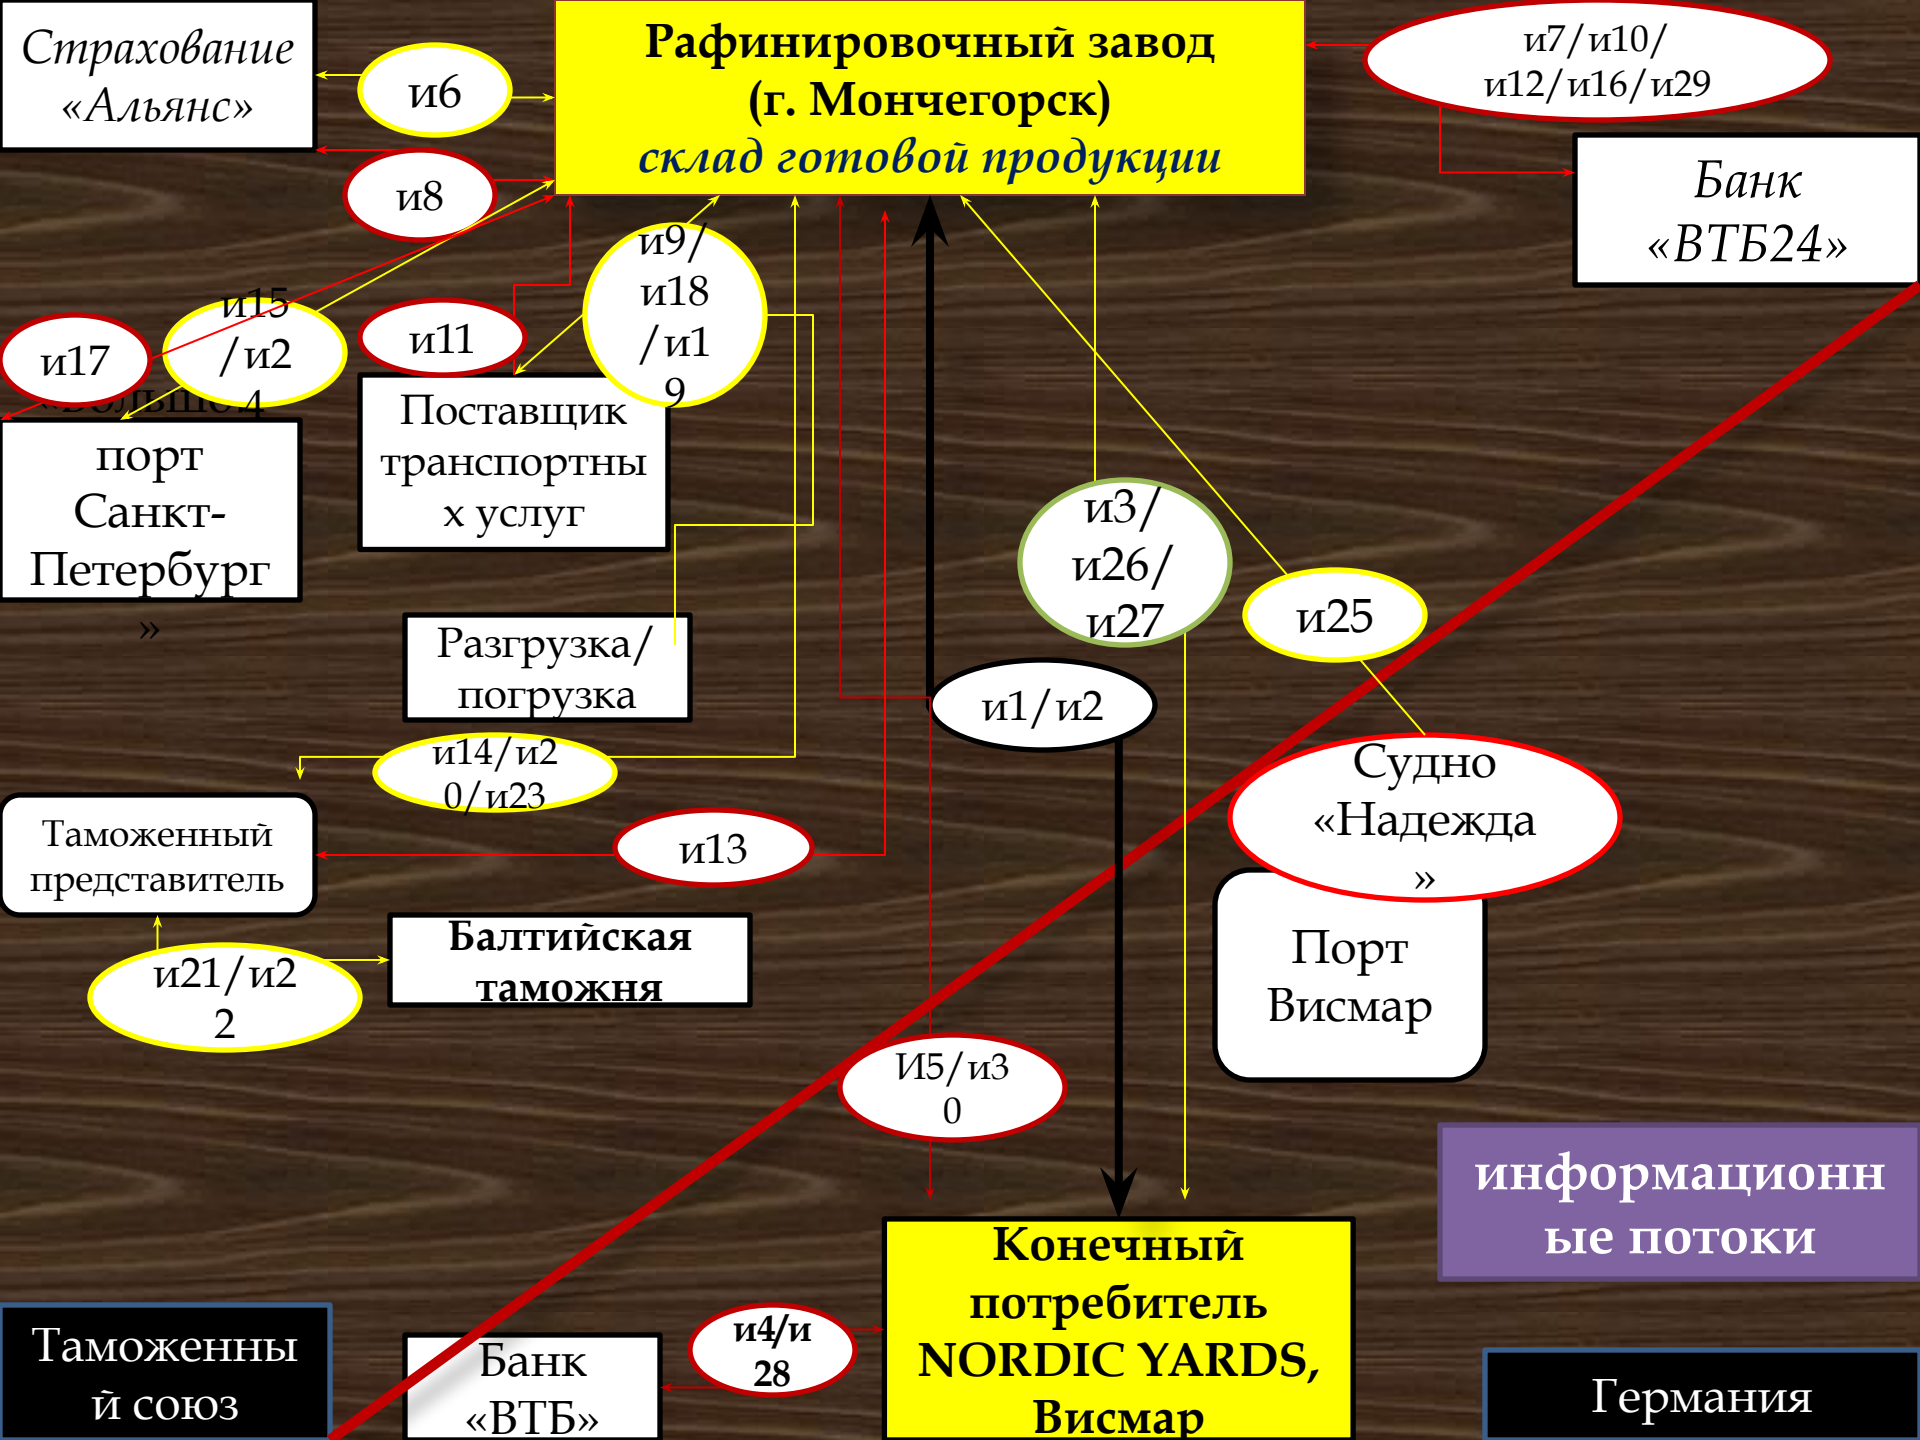 Страхование
«Альянс»
и6
Рафинировочный завод
(г. Мончегорск)
склад готовой продукции
и7/и10/
и12/и16/и29
Банк
«ВТБ24»
и8
и9/
и18
/и1
9
и17
и15
/и2
4
и11
«Большой
порт
Санкт-
Петербург
»
Поставщик
транспортны
х услуг
и3/
и26/
и27
и25
Разгрузка/
погрузка
и1/и2
и14/и2
0/и23
Судно
«Надежда
»
Таможенный
представитель
и13
Балтийская
таможня
и21/и2
2
Порт
Висмар
И5/и3
0
информационн
ые потоки
Конечный
потребитель
NORDIC YARDS,
Висмар
и4/и
28
Таможенны
й союз
Банк
«ВТБ»
Германия